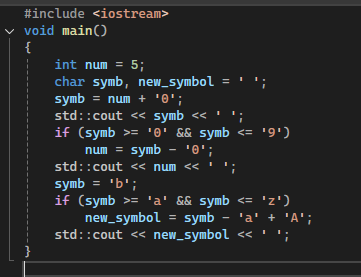 #include <iostream>
void main()
{
    int num = 5;
    char symb, new_symbol = ' ';
    symb = num + '0';
    std::cout << symb << ' ';
    if (symb >= '0' && symb <= '9')
        num = symb - '0';
    std::cout << num << ' ';
    symb = 'b';
    if (symb >= 'a' && symb <= 'z')
        new_symbol = symb - 'a' + 'A';
    std::cout << new_symbol << ' ';
}